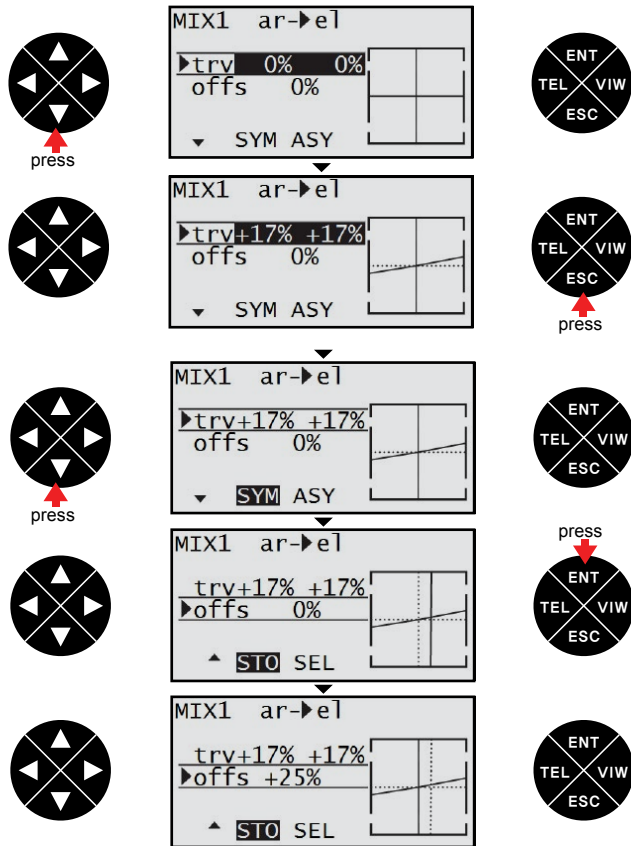 MIX1 ar-▶el
▶trv 0% 0%
offs 0%
SYM ASY
ENT
TEL VIW
ESC
press
MIX1 ar-▶el
▶trv+17% +17%
offs 0%
SYM ASY
ENT
TEL VIW
ESC
press
MIX1 ar-▶el
▶trv+17% +17%
offs 0%
SYM ASY
ENT
TEL VIW
ESC
press
press
MIX1 ar-▶el
trv+17% +17%
▶offs 0%
STO SEL
ENT
TEL VIW
ESC
MIX1 ar-▶el
trv+17% +17%
▶offs +25%
STO SEL
ENT
TEL VIW
ESC